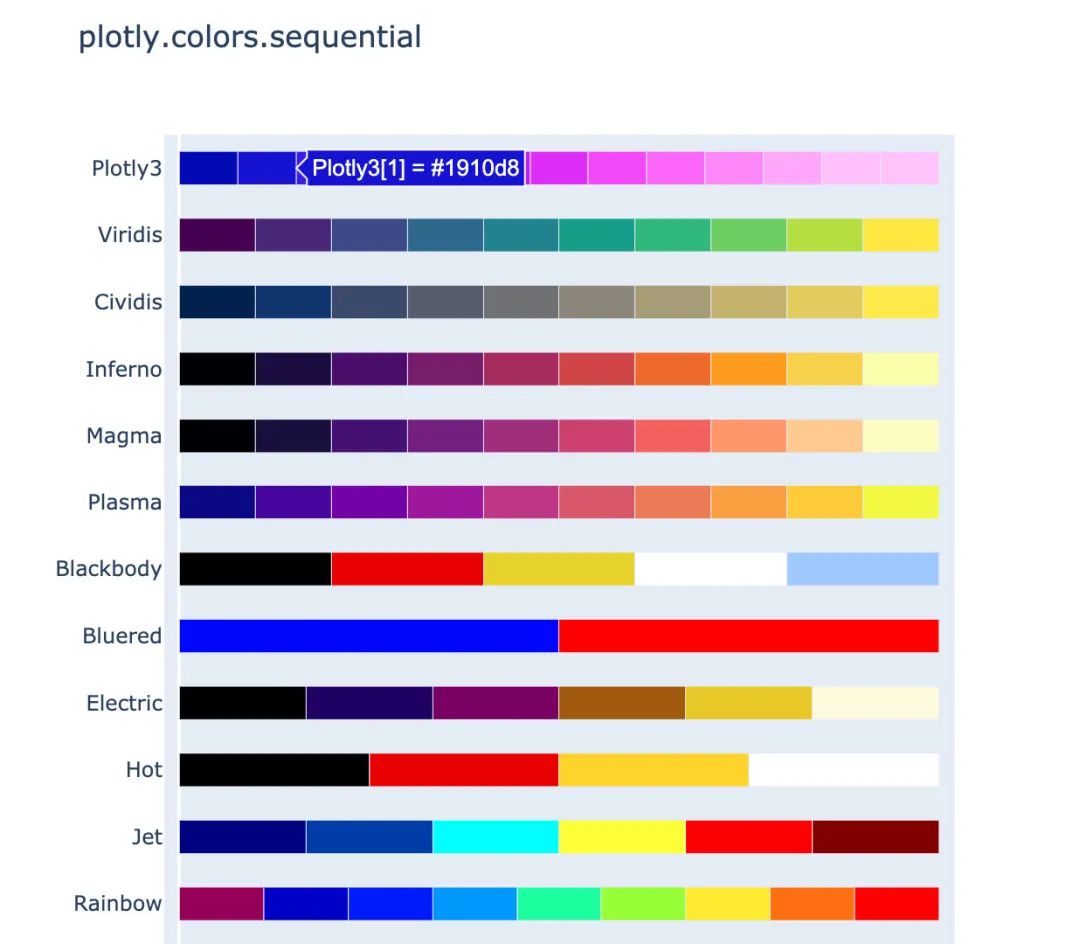 plotly.colors.sequential
Plotly3
Plotly3[1] = #1910d8
Viridis
Cividis
Inferno
Magma
Plasma
Blackbody
Bluered
Electric
Hot
Jet
Rainbow